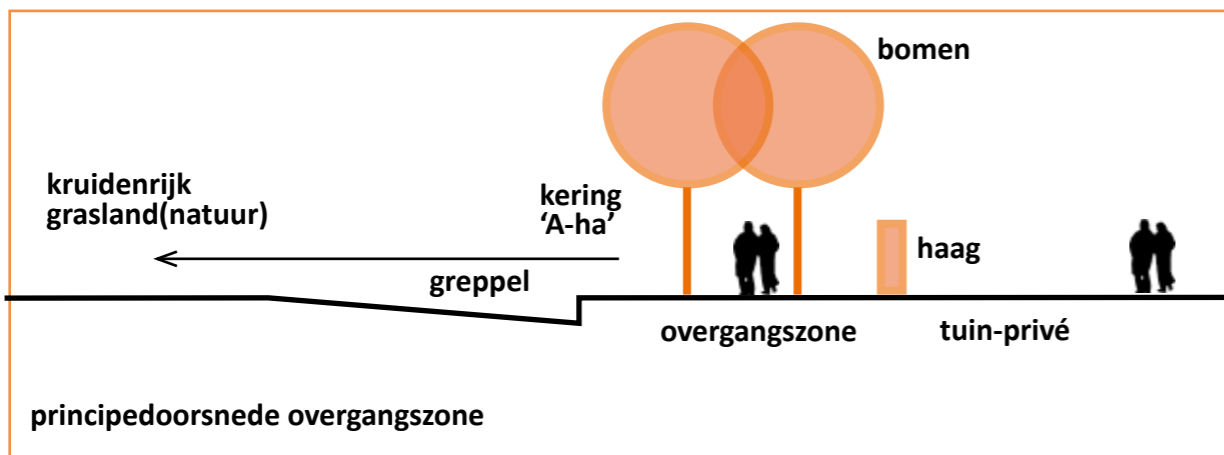 bomen
kruidenrijk
grasland(natuur)
kering
‘A-ha’
haag
greppel
overgangszone
tuin-privé
principedoorsnede overgangszone